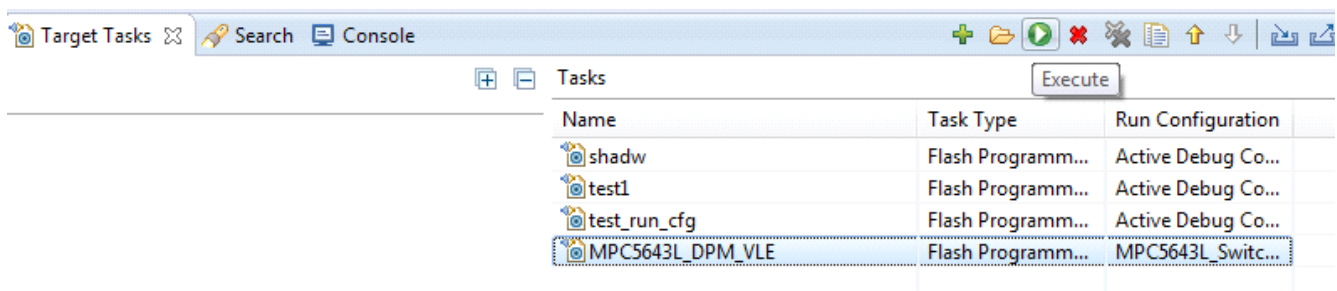 Target Tasks Search Console
Tasks Execute
Name Task Type Run Configuration
shadw Flash Programm... Active Debug Co...
test1 Flash Programm... Active Debug Co...
test_run_cfg Flash Programm... Active Debug Co...
MPC5643L_DPM_VLE Flash Programm... MPC5643L_Switc...